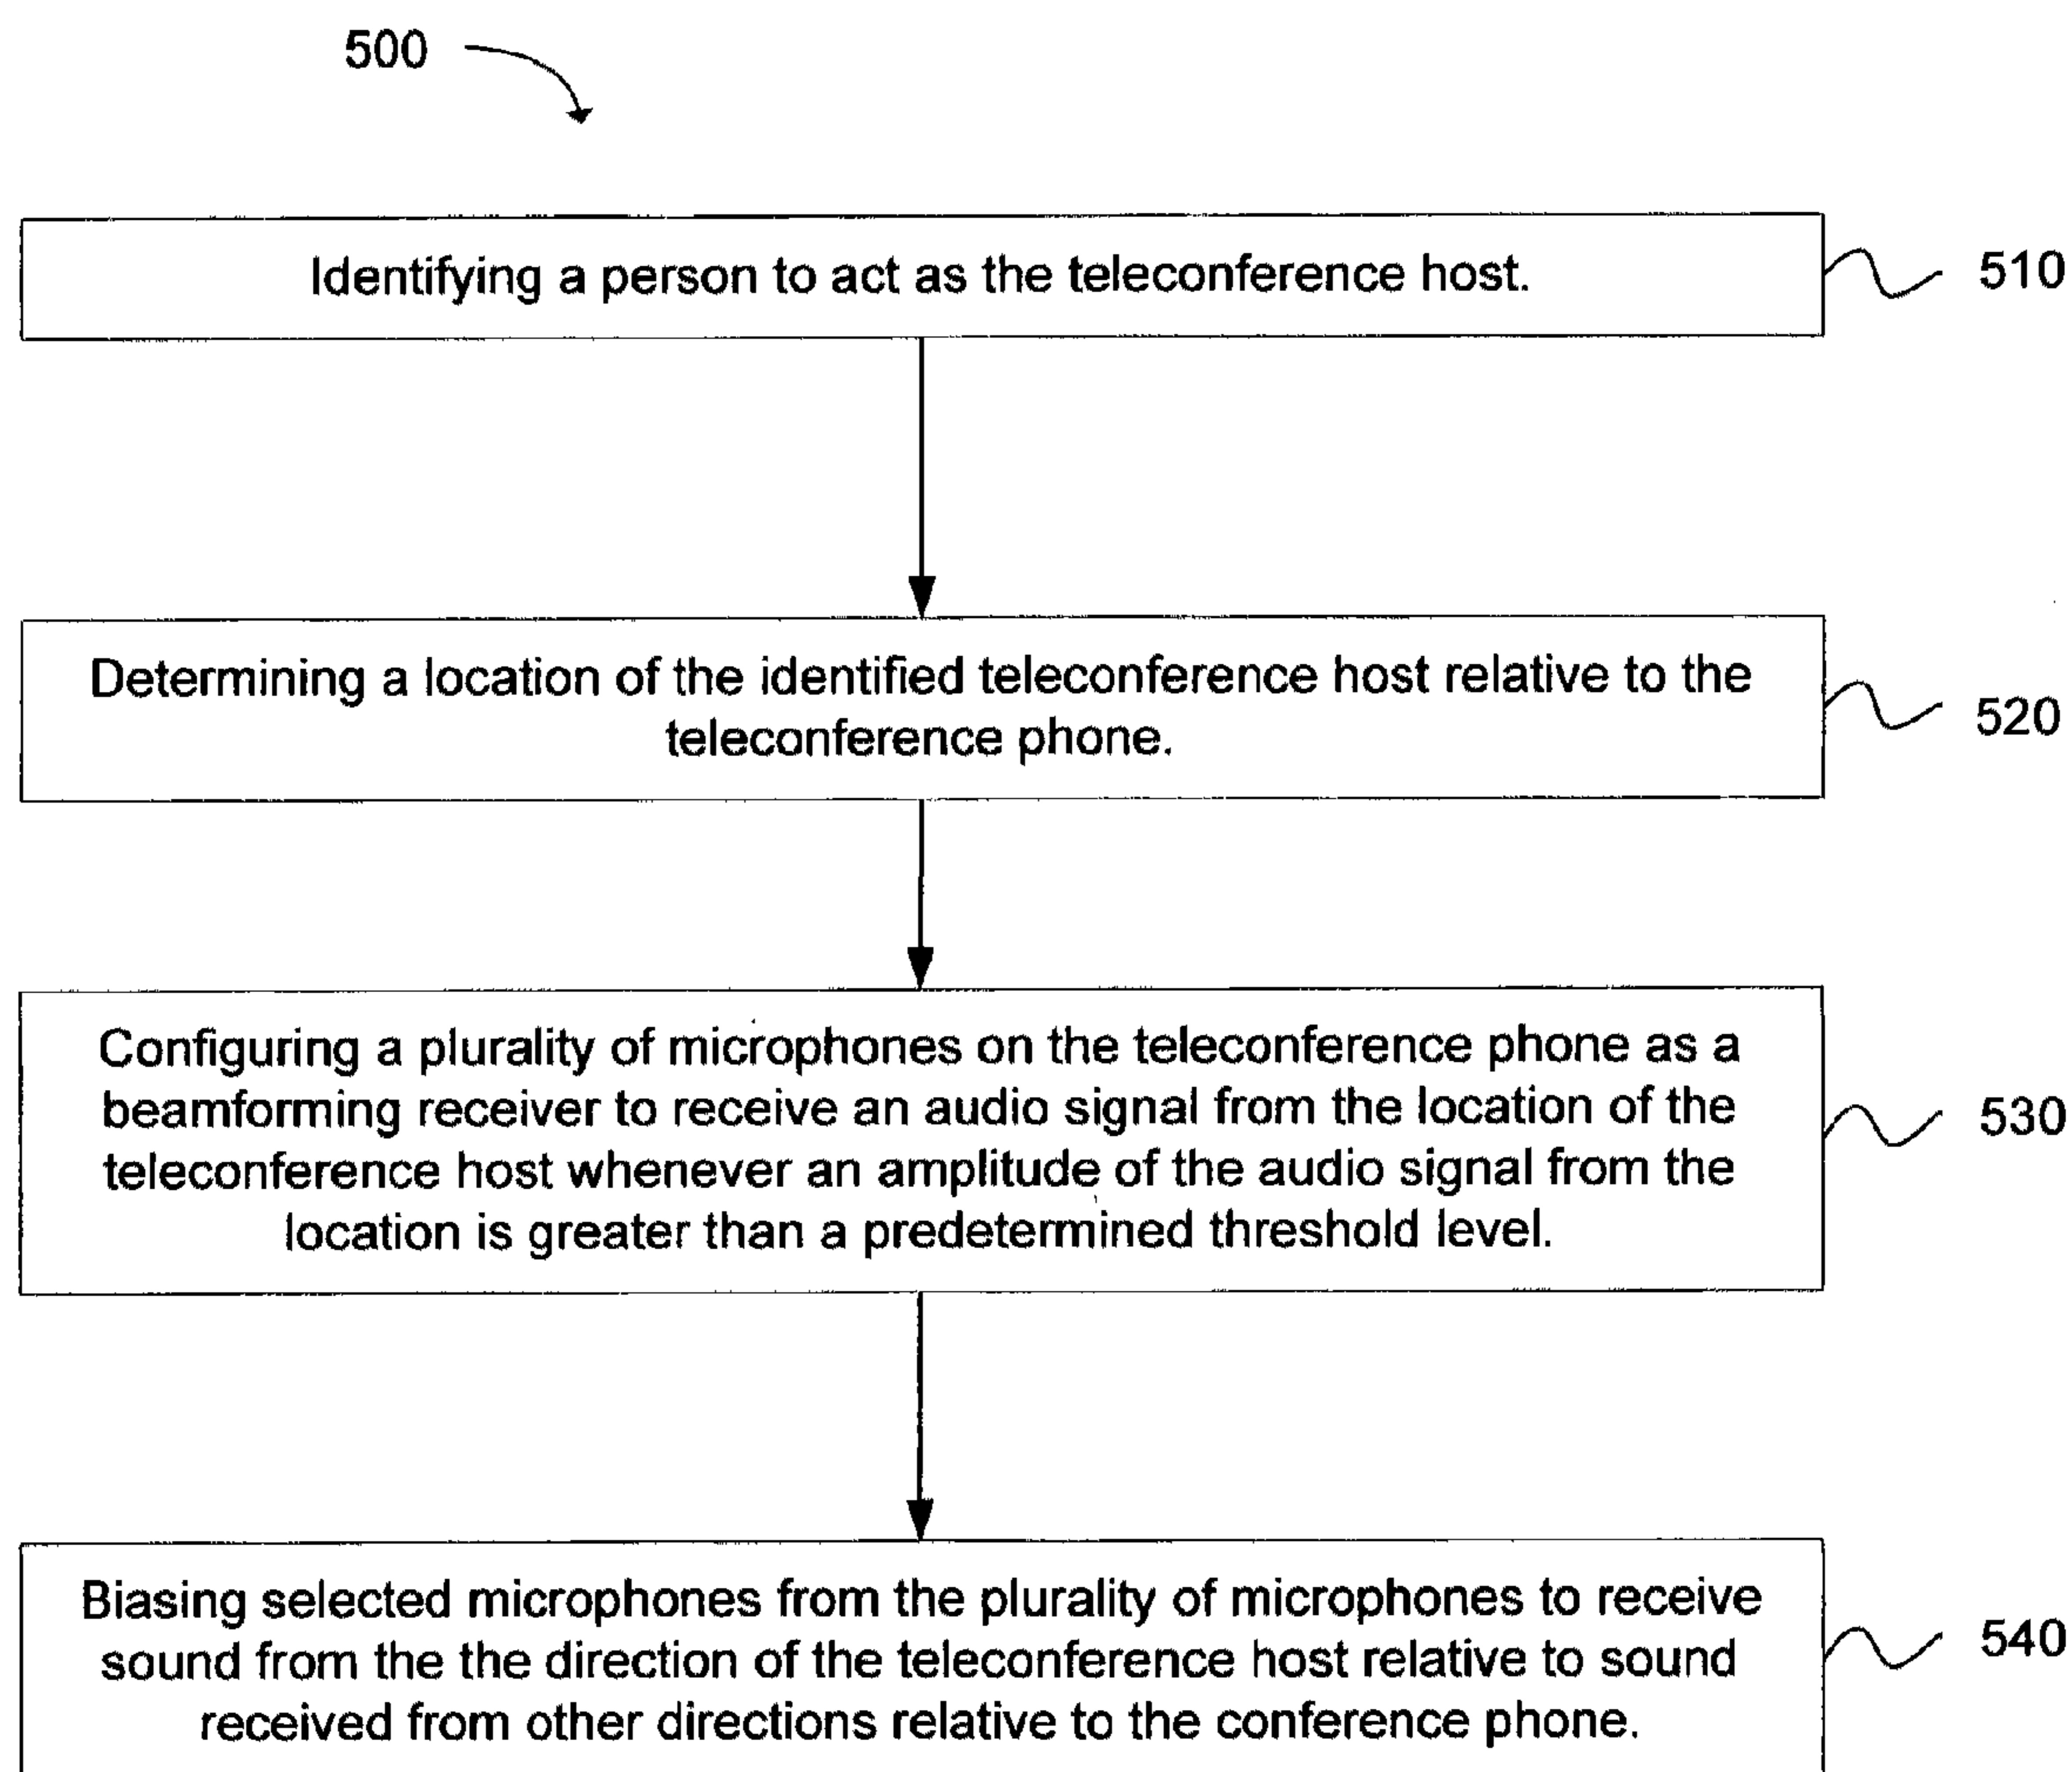 500
Identifying a person to act as the teleconference host.
510
Determining a location of the identified teleconference host relative to the
teleconference phone.
520
Configuring a plurality of microphones on the teleconference phone as a
beamforming receiver to receive an audio signal from the location of the
teleconference host whenever an amplitude of the audio signal from the
location is greater than a predetermined threshold level.
530
Biasing selected microphones from the plurality of microphones to receive
sound from the the direction of the teleconference host relative to sound
received from other directions relative to the conference phone.
540